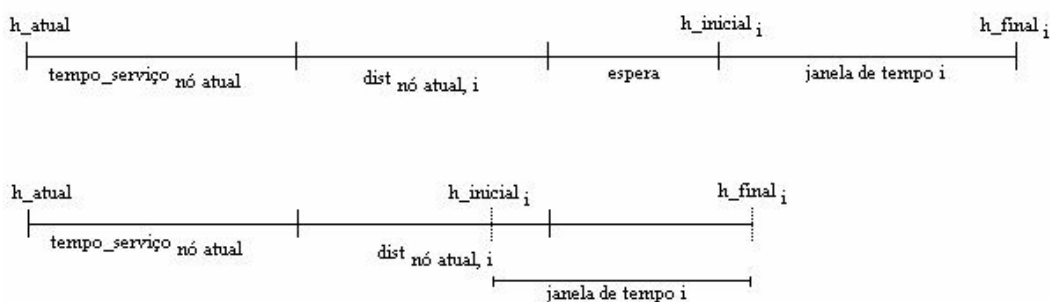 h_atual h_inicial i h_final i
tempo_serviço nó atual dist nó atual, i espera janela de tempo i
h_atual h_inicial i h_final i
tempo_serviço nó atual dist nó atual, i
janela de tempo i